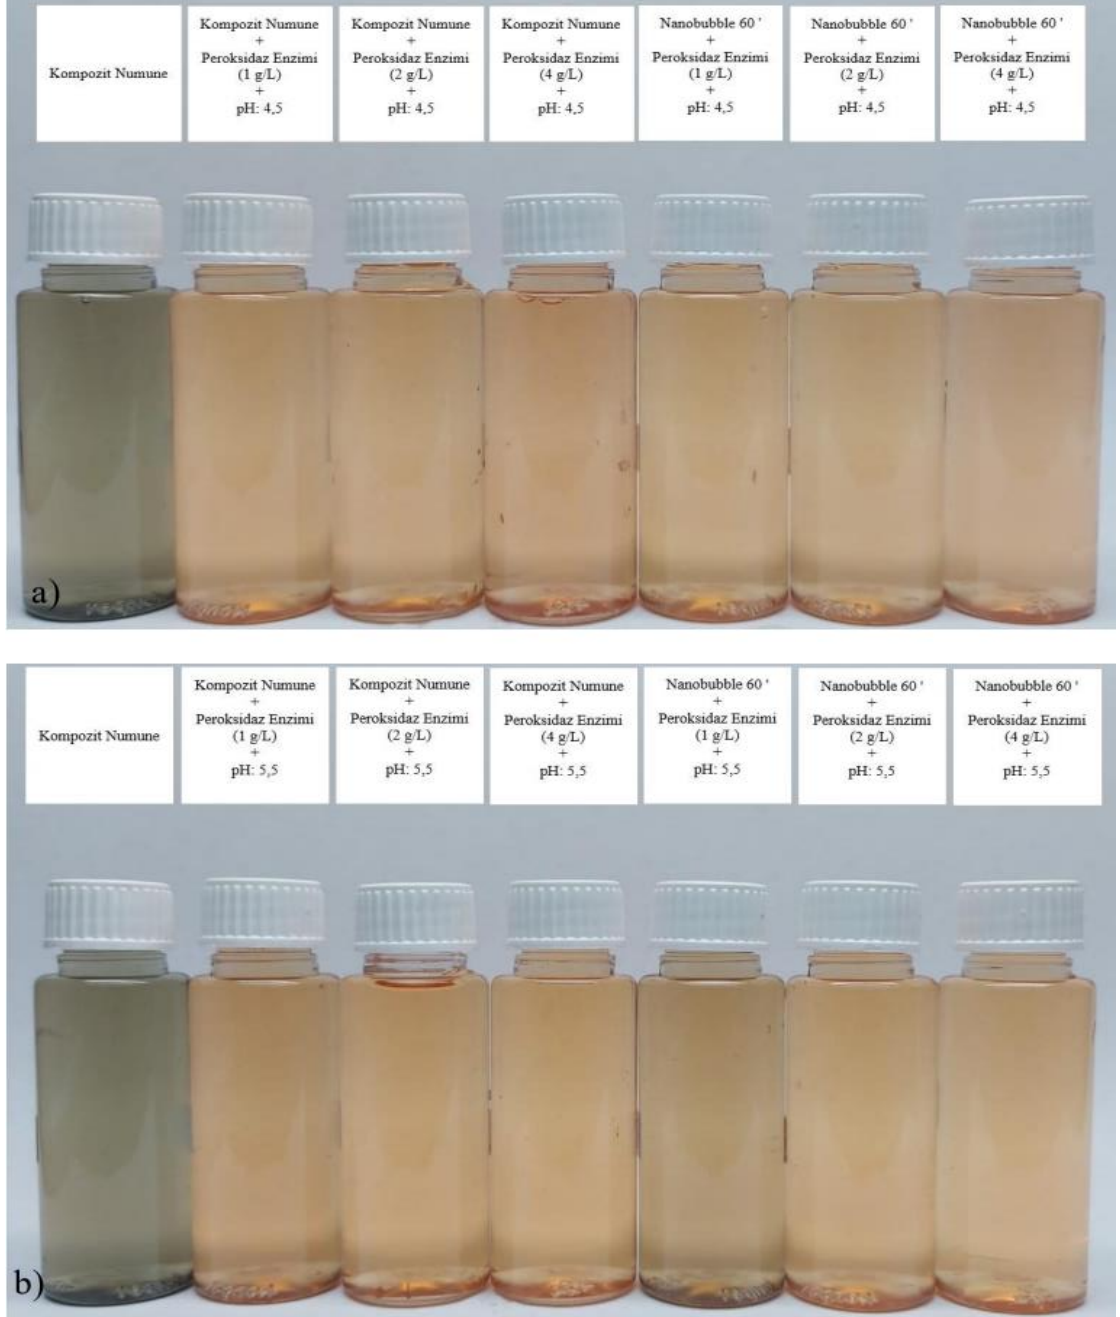 Kompozit Numune
Kompozit Numune
+
Peroksidaz Enzimi
(1 g/L)
+
pH: 4,5
Kompozit Numune
+
Peroksidaz Enzimi
(2 g/L)
+
pH: 4,5
Kompozit Numune
+
Peroksidaz Enzimi
(4 g/L)
+
pH: 4,5
Nanobubble 60 '
+
Peroksidaz Enzimi
(1 g/L)
+
pH: 4,5
Nanobubble 60 '
+
Peroksidaz Enzimi
(2 g/L)
+
pH: 4,5
Nanobubble 60 '
+
Peroksidaz Enzimi
(4 g/L)
+
pH: 4,5
a)
Kompozit Numune
Kompozit Numune
+
Peroksidaz Enzimi
(1 g/L)
+
pH: 5,5
Kompozit Numune
+
Peroksidaz Enzimi
(2 g/L)
+
pH: 5,5
Kompozit Numune
+
Peroksidaz Enzimi
(4 g/L)
+
pH: 5,5
Nanobubble 60 '
+
Peroksidaz Enzimi
(1 g/L)
+
pH: 5,5
Nanobubble 60 '
+
Peroksidaz Enzimi
(2 g/L)
+
pH: 5,5
Nanobubble 60 '
+
Peroksidaz Enzimi
(4 g/L)
+
pH: 5,5
b)